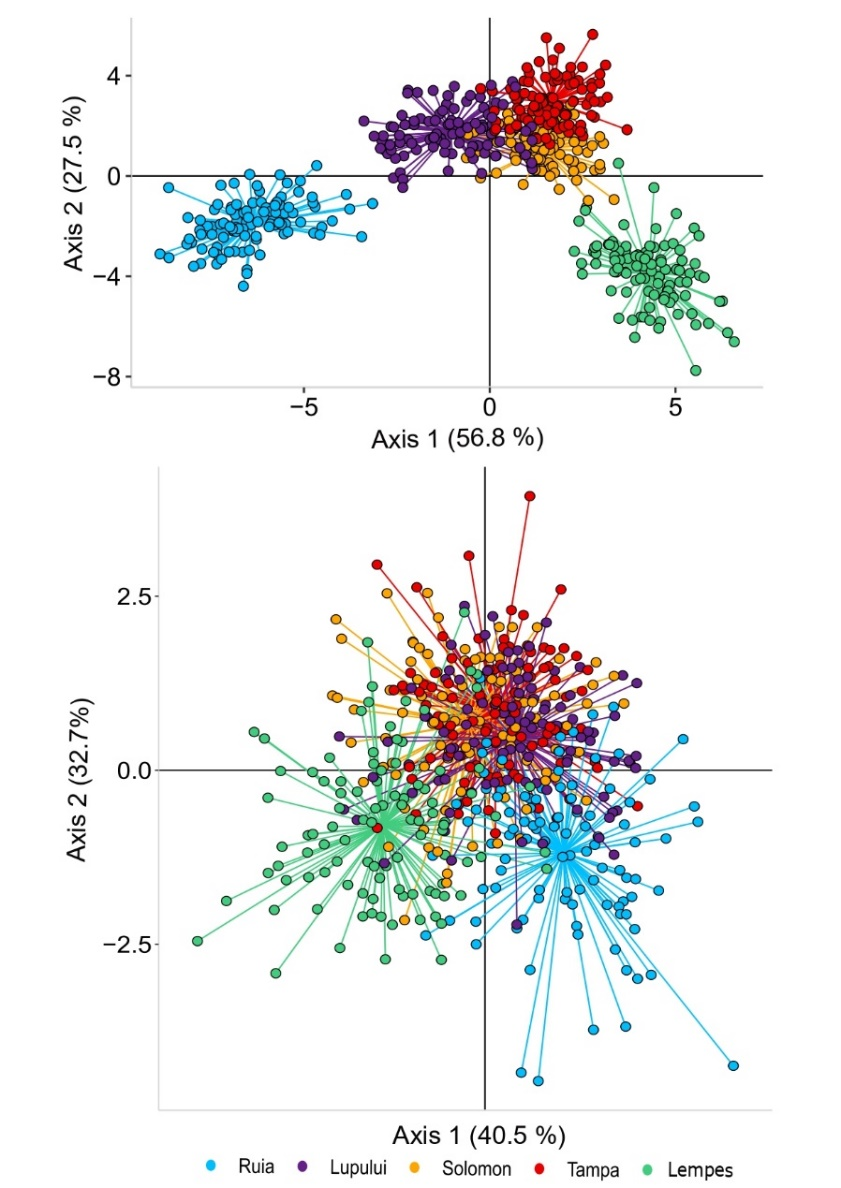 4
0
−4
−8
Axis 2 (27.5 %)
−5 0 5
Axis 1 (56.8 %)
2.5
0.0
−2.5
Axis 2 (32.7%)
Axis 1 (40.5 %)
Ruia Lupului Solomon Tampa Lempes